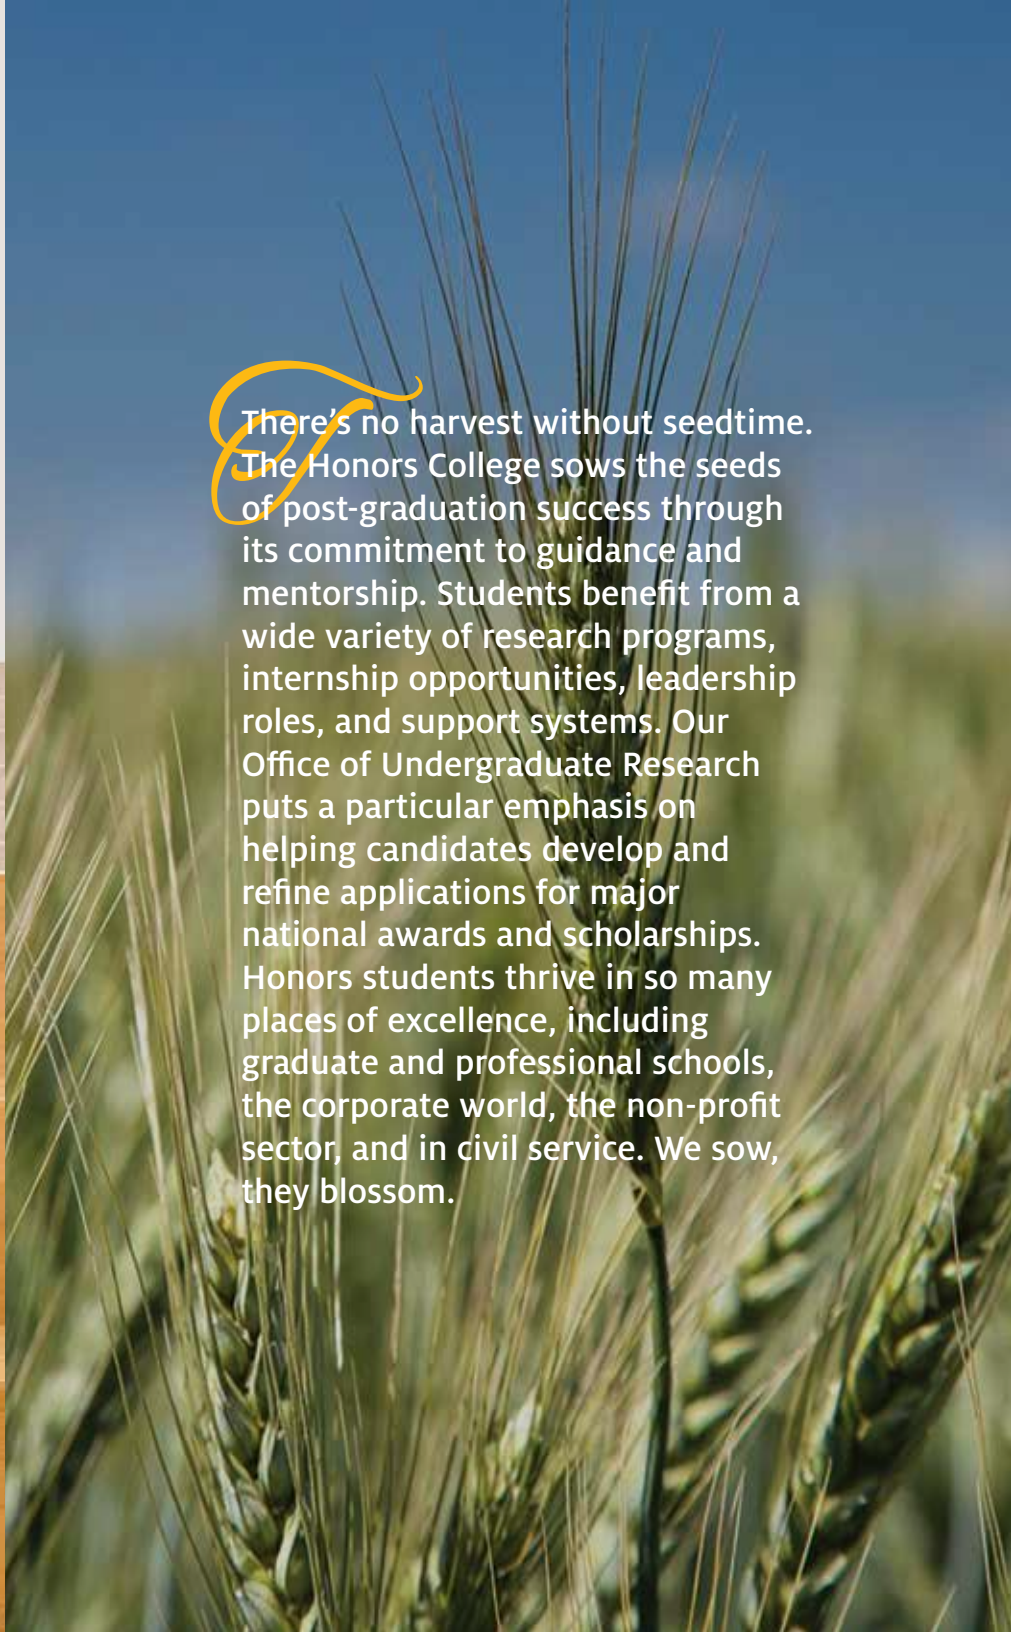 There’s no harvest without seedtime.
The Honors College sows the seeds
of post-graduation success through
its commitment to guidance and
mentorship. Students benefit from a
wide variety of research programs,
internship opportunities, leadership
roles, and support systems. Our
Office of Undergraduate Research
puts a particular emphasis on
helping candidates develop and
refine applications for major
national awards and scholarships.
Honors students thrive in so many
places of excellence, including
graduate and professional schools,
the corporate world, the non-profit
sector, and in civil service. We sow,
they blossom.